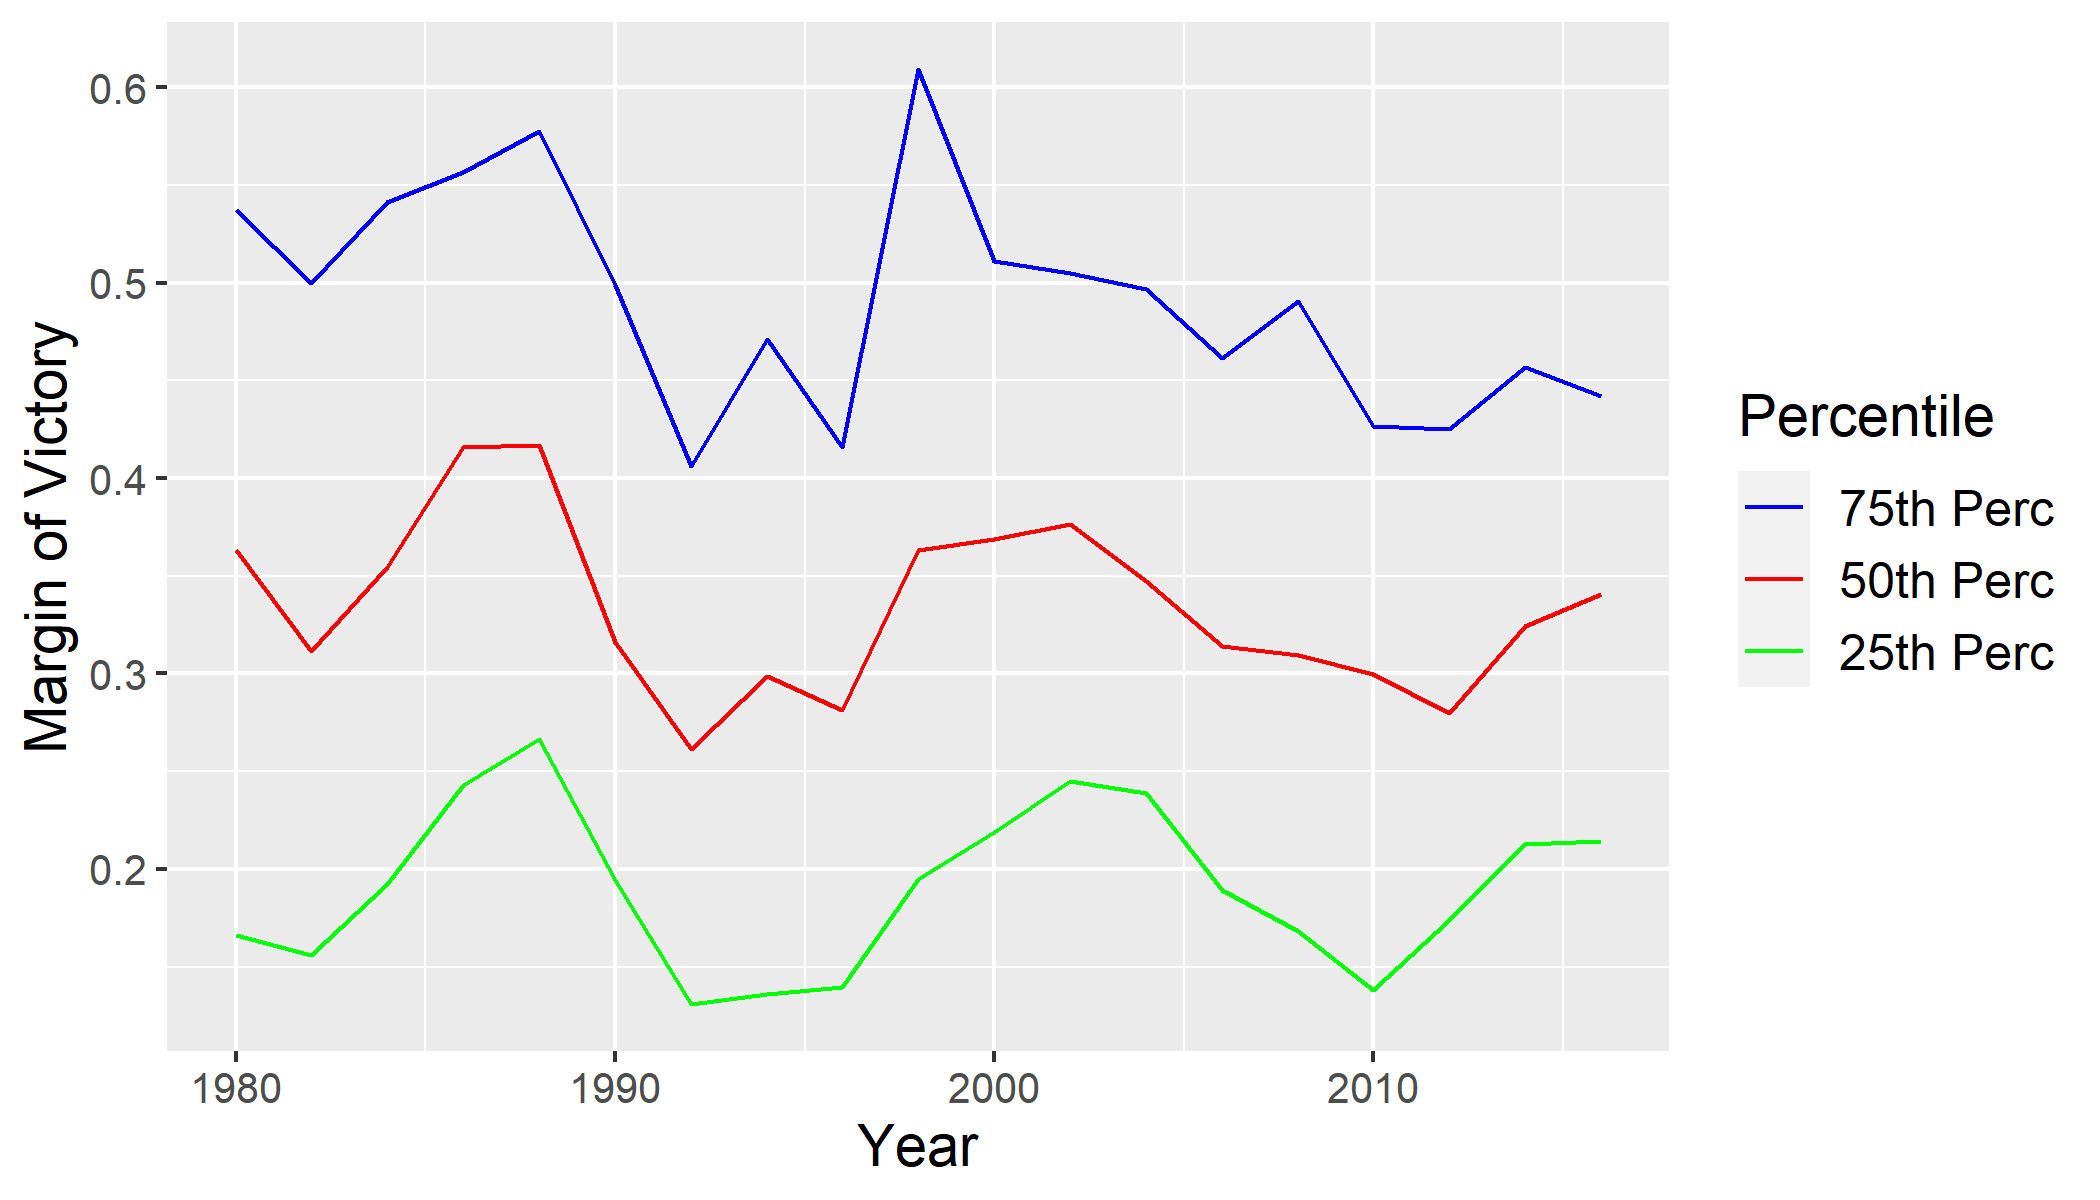 0.6
0.5
0.4
0.3
0.2
Margin of Victory
1980 1990 2000 2010
Year
Percentile
75th Perc
50th Perc
25th Perc